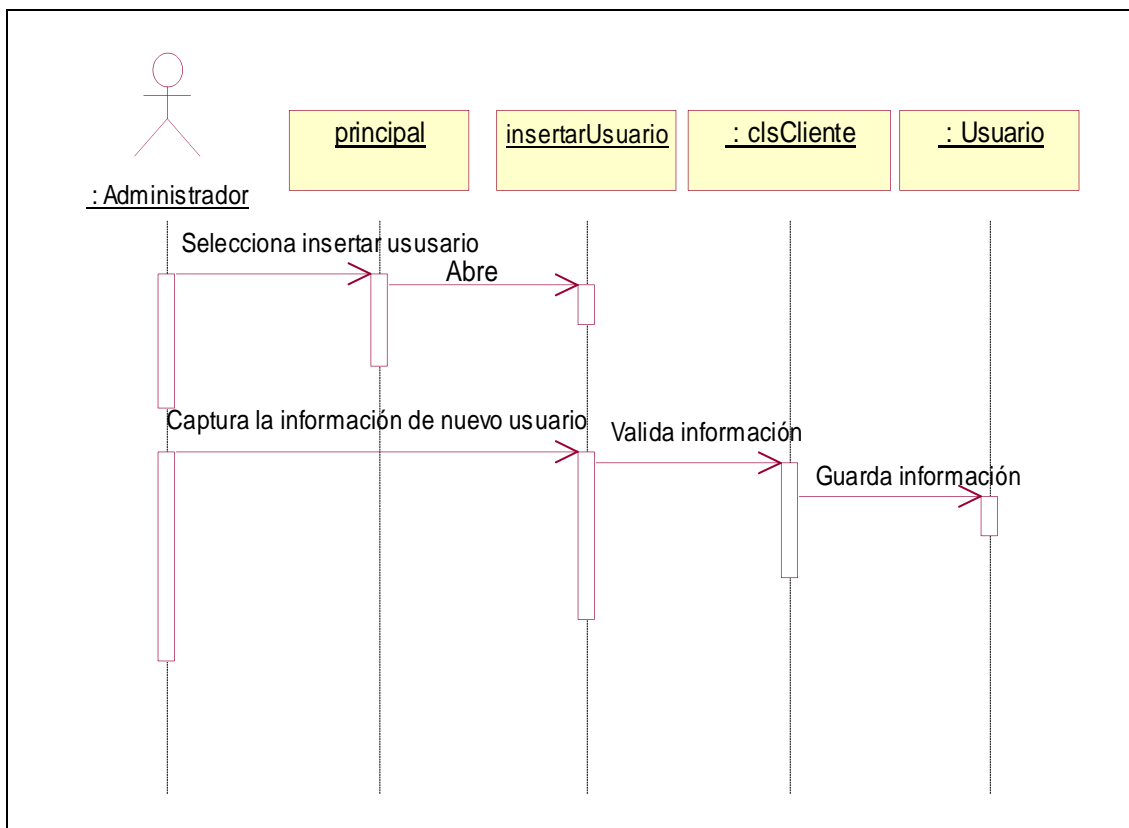 principal
insertarUsuario
: clsCliente
: Usuario
: Administrador
Selecciona insertar ususario
Abre
Captura la información de nuevo usuario
Valida información
Guarda información